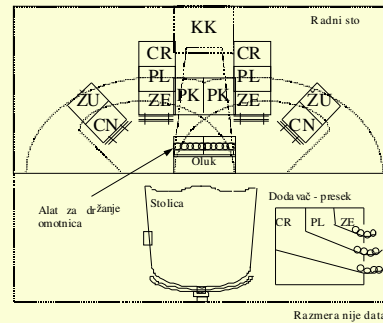 KK
Radni sto
CR
CR
PL
PL
ZE
PK
PK
ZE
ŽU
ŽU
CN
CN
Oluk
Alat za držanje
omotnica
Stolica
Dodavač - presek
CR
PL
ZE
Razmera nije data